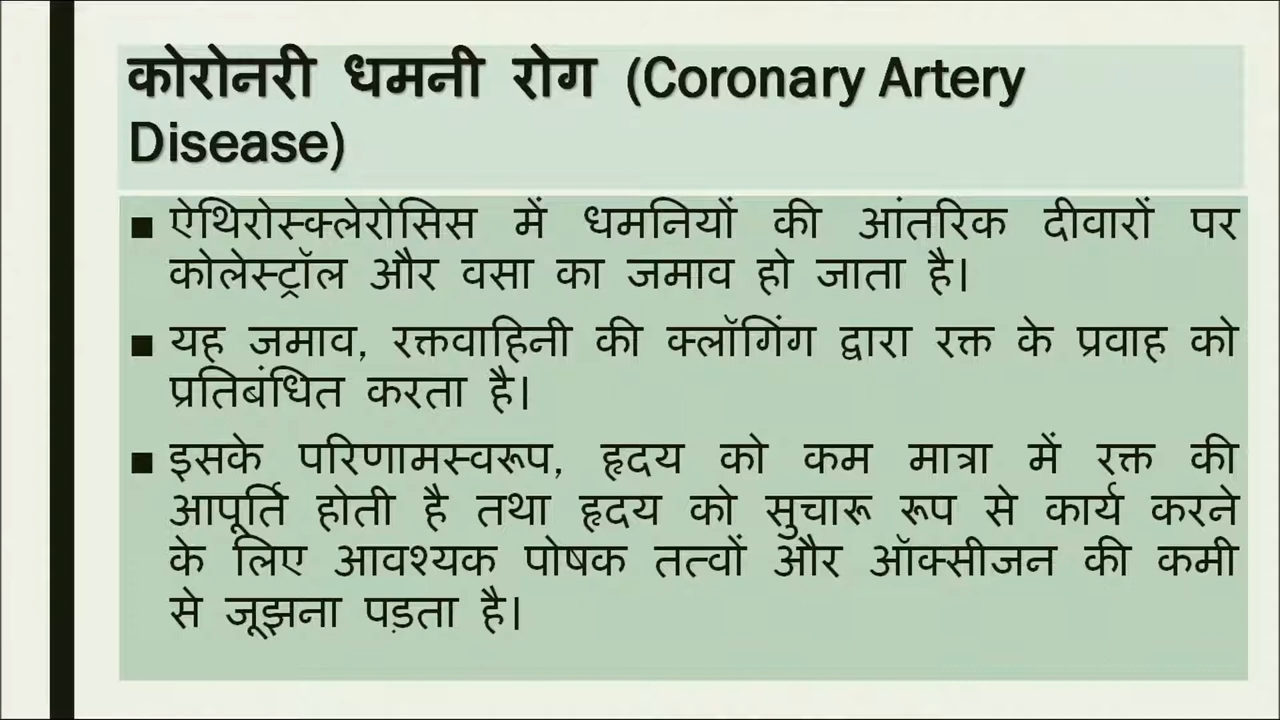 कोरोनरी धमनी रोग (Coronary Artery
Disease)
■ ऐथिरोस्क्लेरोसिस में धमनियों की आंतरिक दीवारों पर
कोलेस्ट्रॉल और वसा का जमाव हो जाता है।
■ यह जमाव, रक्तवाहिनी की क्लॉगिंग द्वारा रक्त के प्रवाह को
प्रतिबंधित करता है।
■ इसके परिणामस्वरूप, हृदय को कम मात्रा में रक्त की
आपूर्ति होती है तथा हृदय को सुचारू रूप से कार्य करने
के लिए आवश्यक पोषक तत्वों और ऑक्सीजन की कमी
से जूझना पड़ता है।